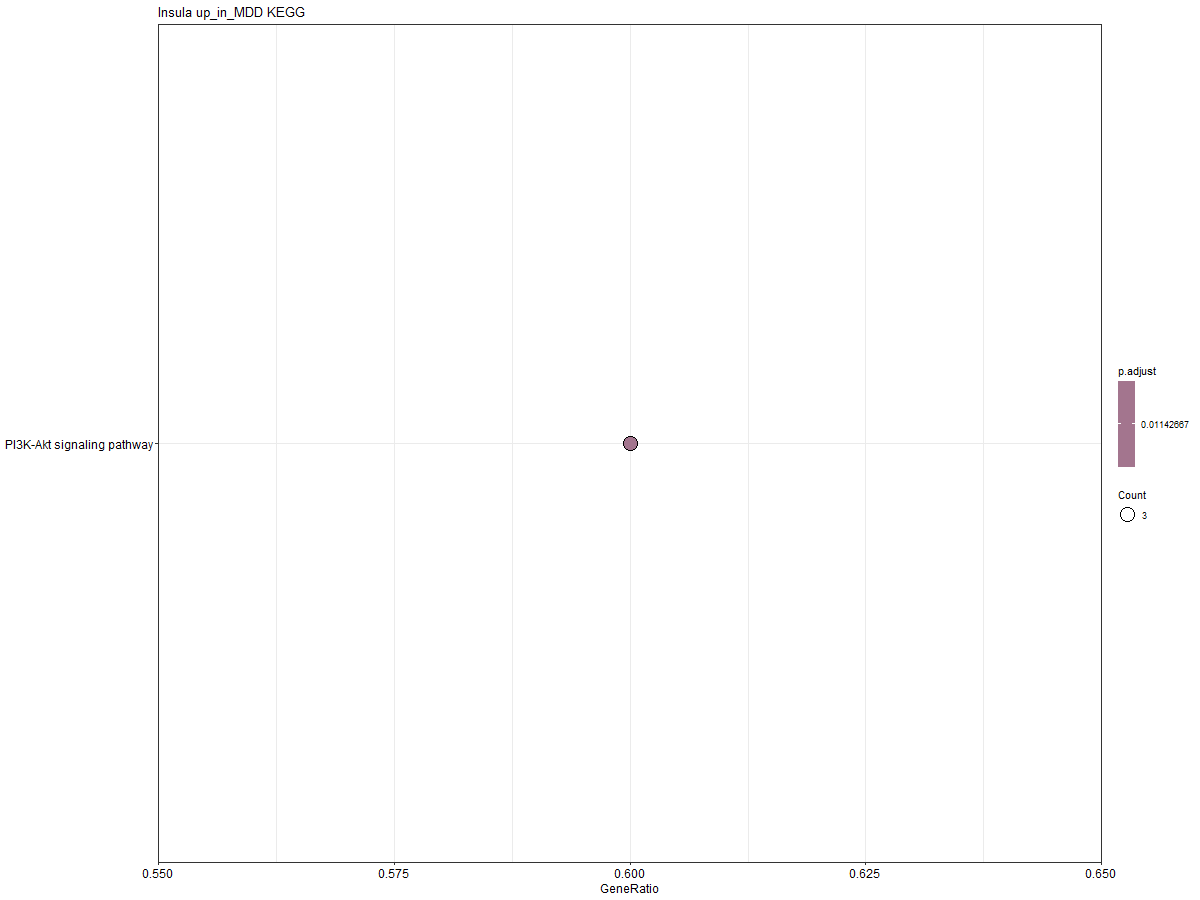 Insula up_in_MDD KEGG
PI3K-Akt signaling pathway
0.550
0.575
0.600
0.625
0.650
GeneRatio
p.adjust
0.01142667
Count
3